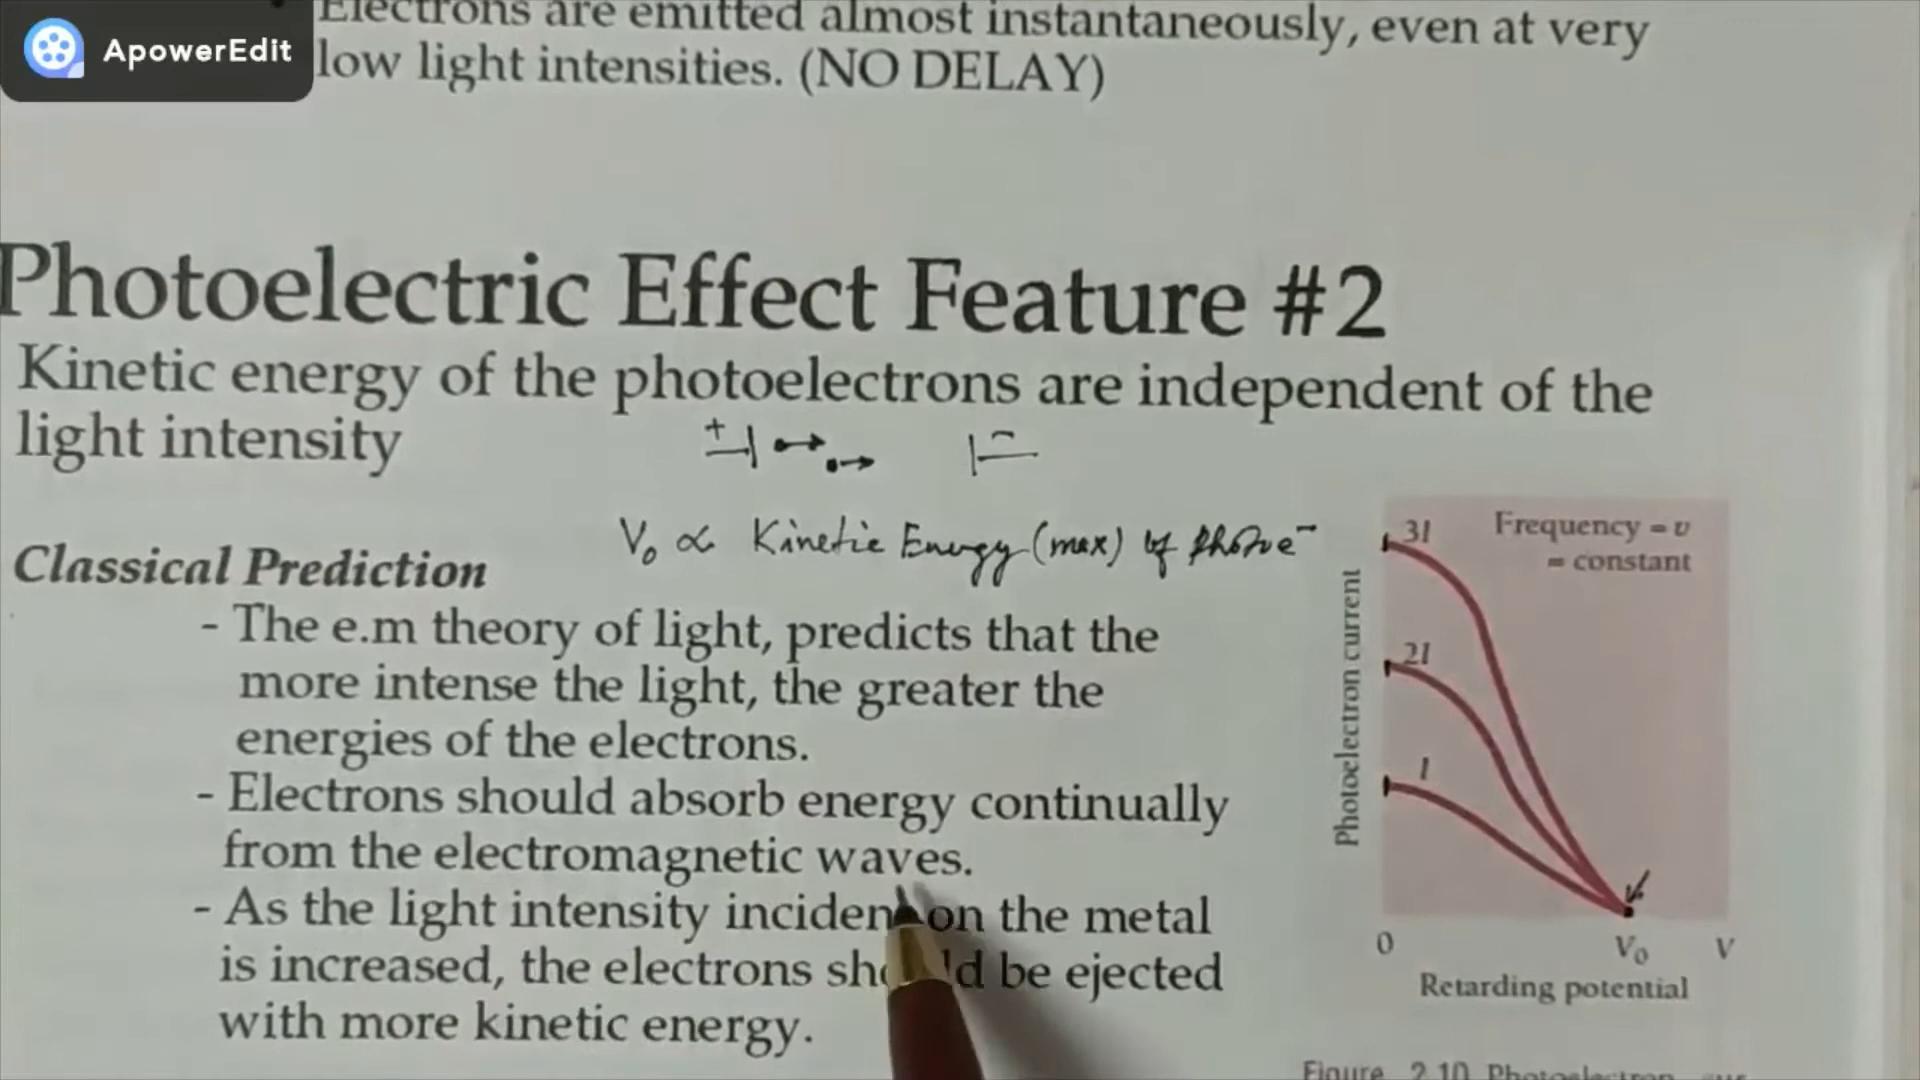 ApowerEdit
Electrons are emitted almost instantaneously, even at very
low light intensities. (NO DELAY)
Photoelectric Effect Feature #2
Kinetic energy of the photoelectrons are independent of the
light intensity
V₀ ∝ Kinetic Energy (max) of photo e⁻
Classical Prediction
- The e.m theory of light, predicts that the
more intense the light, the greater the
energies of the electrons.
- Electrons should absorb energy continually
from the electromagnetic waves.
- As the light intensity incident on the metal
is increased, the electrons should be ejected
with more kinetic energy.
Frequency = υ
= constant
3I
2I
I
Photoelectron current
0 V₀ V
Retarding potential
Figure 2.10 Photoelectron